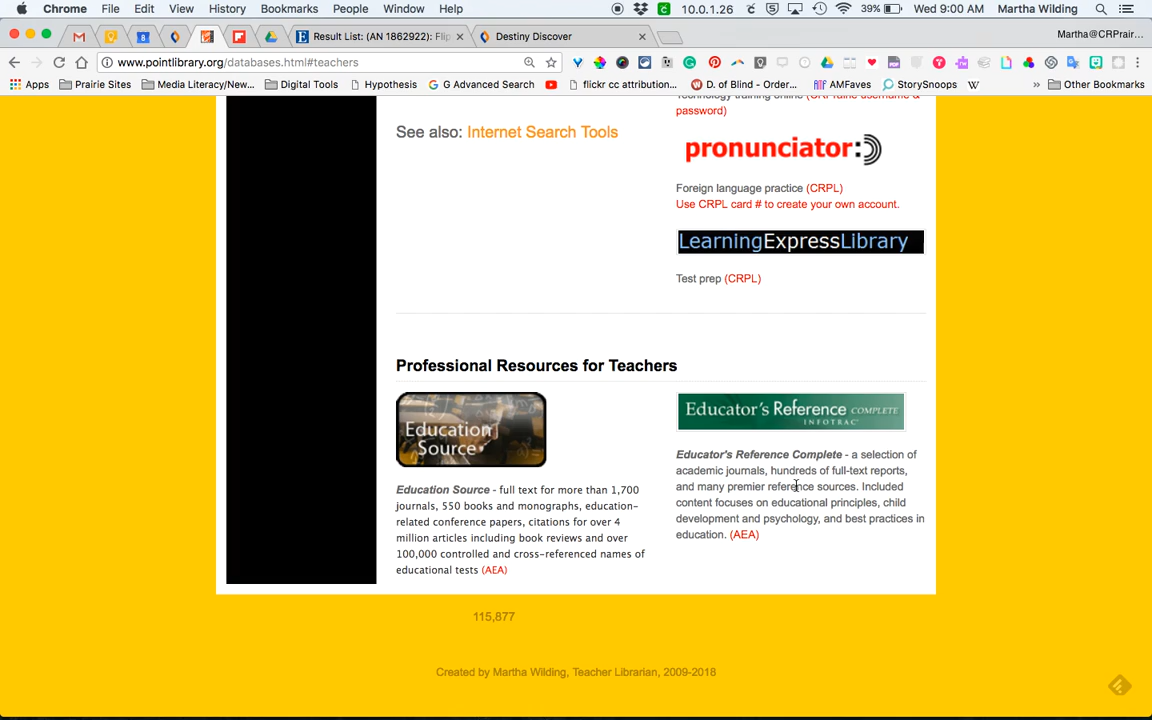 Chrome File Edit View History Bookmarks People Window Help 10.0.1.26 39% Wed 9:00 AM Martha Wilding
Result List: (AN 1862922): Flip
Destiny Discover
Martha@CRPrair...
www.pointlibrary.org/databases.html#teachers
Apps Prairie Sites Media Literacy/New... Digital Tools Hypothesis G Advanced Search flickr cc attribution... D. of Blind - Order... AMFaves StorySnoops » Other Bookmarks
password)
See also: Internet Search Tools
pronunciator:))
Foreign language practice (CRPL)
Use CRPL card # to create your own account.
LearningExpressLibrary
Test prep (CRPL)
Professional Resources for Teachers
Education
Source
Education Source - full text for more than 1,700
journals, 550 books and monographs, education-
related conference papers, citations for over 4
million articles including book reviews and over
100,000 controlled and cross-referenced names of
educational tests (AEA)
Educator's Reference COMPLETE
INFOTRAC
Educator's Reference Complete - a selection of
academic journals, hundreds of full-text reports,
and many premier reference sources. Included
content focuses on educational principles, child
development and psychology, and best practices in
education. (AEA)
115,877
Created by Martha Wilding, Teacher Librarian, 2009-2018